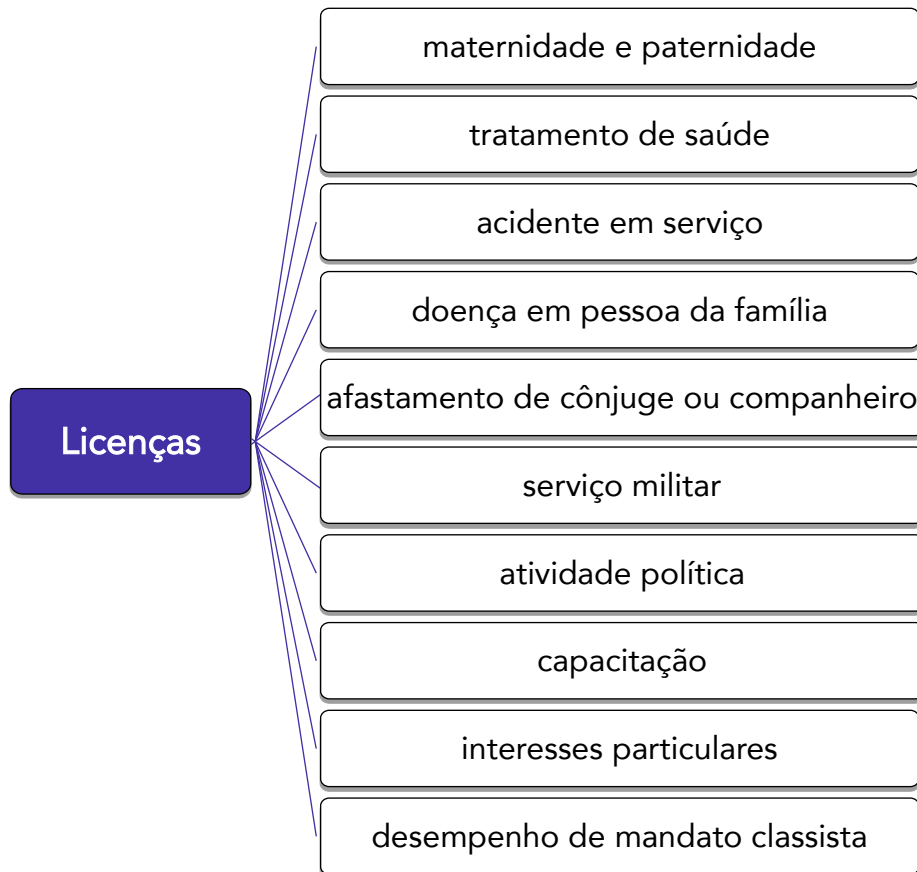 maternidade e paternidade
tratamento de saúde
acidente em serviço
doença em pessoa da família
afastamento de cônjuge ou companheiro
Licenças
serviço militar
atividade política
capacitação
interesses particulares
desempenho de mandato classista